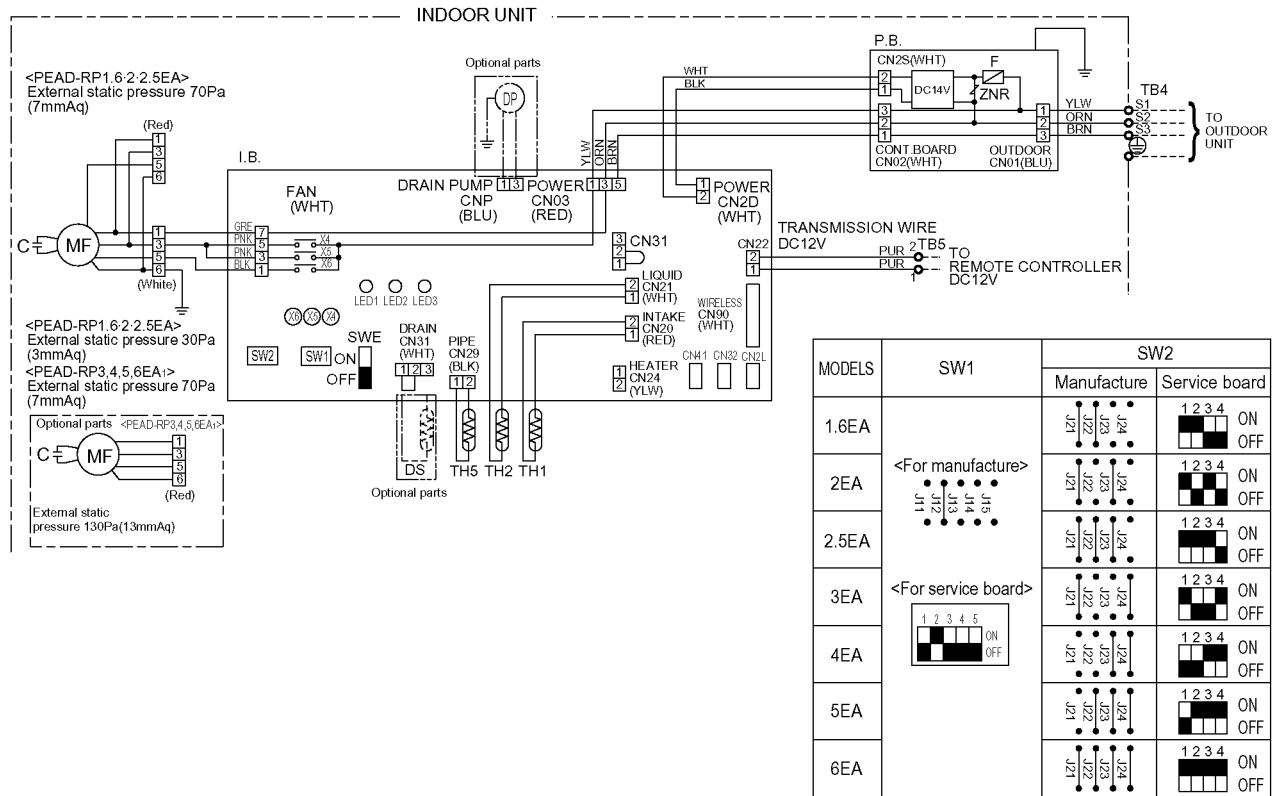 INDOOR UNIT
<PEAD-RP1.6·2·2.5EA>
External static pressure 70Pa
(7mmAq)
(Red)
1
3
5
6
C
MF
1
3
5
6
(White)
<PEAD-RP1.6·2·2.5EA>
External static pressure 30Pa
(3mmAq)
<PEAD-RP3,4,5,6EA1>
External static pressure 70Pa
(7mmAq)
Optional parts <PEAD-RP3,4,5,6EA1>
C
MF
1
3
5
6
(Red)
External static
pressure 130Pa(13mmAq)
I.B.
FAN
(WHT)
GRE 7
PNK 5 X4
PNK 3 X5
BLK 1 X6
LED1 LED2 LED3
X6 X5 X4
SW2
SW1
SWE
ON
OFF
Optional parts
DP
DRAIN PUMP
CNP
(BLU)
1 3
POWER
CN03
(RED)
1 3 5
YLW
ORN
BRN
DRAIN
CN31
(WHT)
1 2 3
PIPE
CN29
(BLK)
1 2
DS
Optional parts
TH5 TH2 TH1
3
2
1
CN31
LIQUID
CN21
(WHT)
2
1
INTAKE
CN20
(RED)
2
1
HEATER
CN24
(YLW)
1
2
POWER
CN2D
(WHT)
1
2
CN22
2
1
WIRELESS
CN90
(WHT)
CN41 CN32 CN2L
WHT
BLK
P.B.
CN2S(WHT)
2
1
DC14V
F
ZNR
3
2
1
CONT.BOARD
CN02(WHT)
1
2
3
OUTDOOR
CN01(BLU)
YLW
ORN
BRN
TB4
S1
S2
S3
TO
OUTDOOR
UNIT
TRANSMISSION WIRE
DC12V
PUR 2 TB5
PUR 1
TO
REMOTE CONTROLLER
DC12V
MODELS SW1 SW2
Manufacture Service board
<For manufacture>
J11 J12 J13 J14 J15
<For service board>
1 2 3 4 5
ON
OFF
1.6EA J21 J22 J23 J24 1 2 3 4 ON
OFF
2EA J21 J22 J23 J24 1 2 3 4 ON
OFF
2.5EA J21 J22 J23 J24 1 2 3 4 ON
OFF
3EA J21 J22 J23 J24 1 2 3 4 ON
OFF
4EA J21 J22 J23 J24 1 2 3 4 ON
OFF
5EA J21 J22 J23 J24 1 2 3 4 ON
OFF
6EA J21 J22 J23 J24 1 2 3 4 ON
OFF